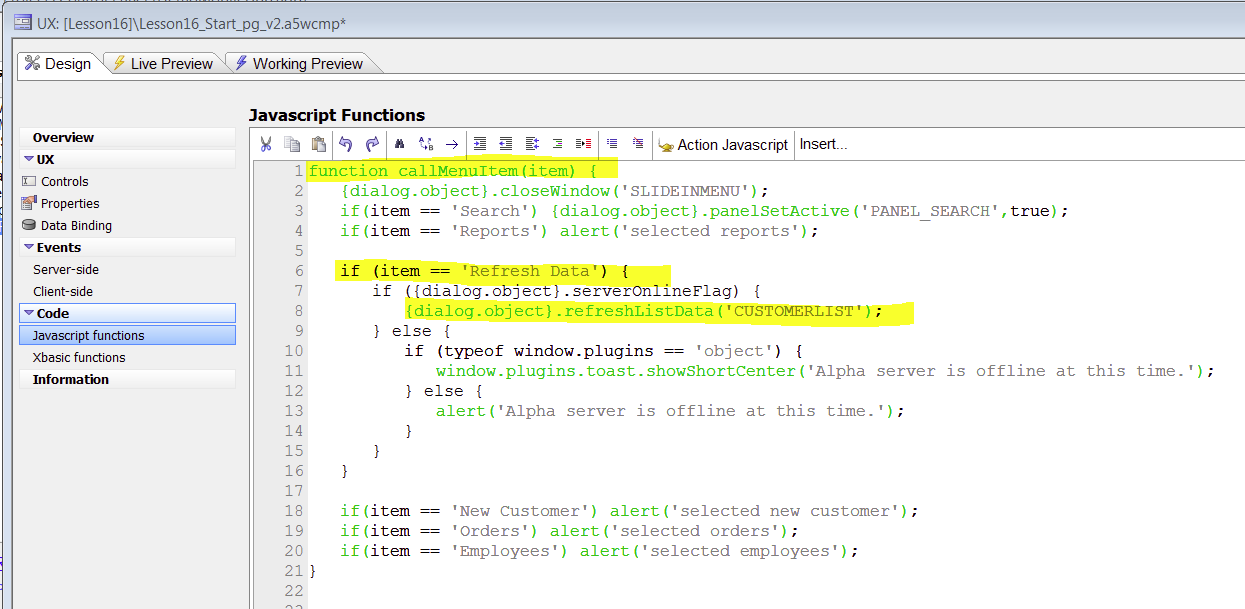 UX: [Lesson16]\Lesson16_Start_pg_v2.a5wcmp*
Design Live Preview Working Preview
Overview
UX
Controls
Properties
Data Binding
Events
Server-side
Client-side
Code
Javascript functions
Xbasic functions
Information
Javascript Functions
Action Javascript Insert...
1 function callMenuItem(item) {
2 {dialog.object}.closeWindow('SLIDEINMENU');
3 if(item == 'Search') {dialog.object}.panelSetActive('PANEL_SEARCH',true);
4 if(item == 'Reports') alert('selected reports');
5
6 if (item == 'Refresh Data') {
7 if ({dialog.object}.serverOnlineFlag) {
8 {dialog.object}.refreshListData('CUSTOMERLIST');
9 } else {
10 if (typeof window.plugins == 'object') {
11 window.plugins.toast.showShortCenter('Alpha server is offline at this time.');
12 } else {
13 alert('Alpha server is offline at this time.');
14 }
15 }
16 }
17
18 if(item == 'New Customer') alert('selected new customer');
19 if(item == 'Orders') alert('selected orders');
20 if(item == 'Employees') alert('selected employees');
21 }
22